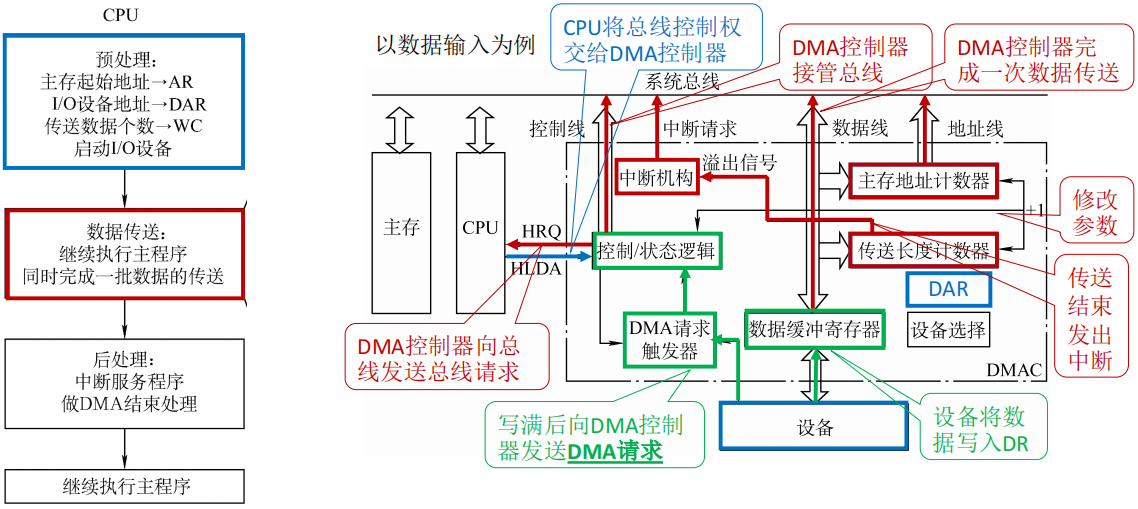 CPU
预处理：
主存起始地址→AR
I/O设备地址→DAR
传送数据个数→WC
启动I/O设备
数据传送：
继续执行主程序
同时完成一批数据的传送
后处理：
中断服务程序
做DMA结束处理
继续执行主程序
以数据输入为例
CPU将总线控制权
交给DMA控制器
DMA控制器
接管总线
DMA控制器完
成一次数据传送
系统总线
控制线
中断请求
数据线
地址线
主存
CPU
中断机构
溢出信号
主存地址计数器
+1
修改
参数
HRQ
HLDA
控制/状态逻辑
传送长度计数器
DAR
设备选择
DMA请求
触发器
数据缓冲寄存器
DMAC
传送
结束
发出
中断
DMA控制器向总
线发送总线请求
写满后向DMA控制
器发送DMA请求
设备
设备将数
据写入DR